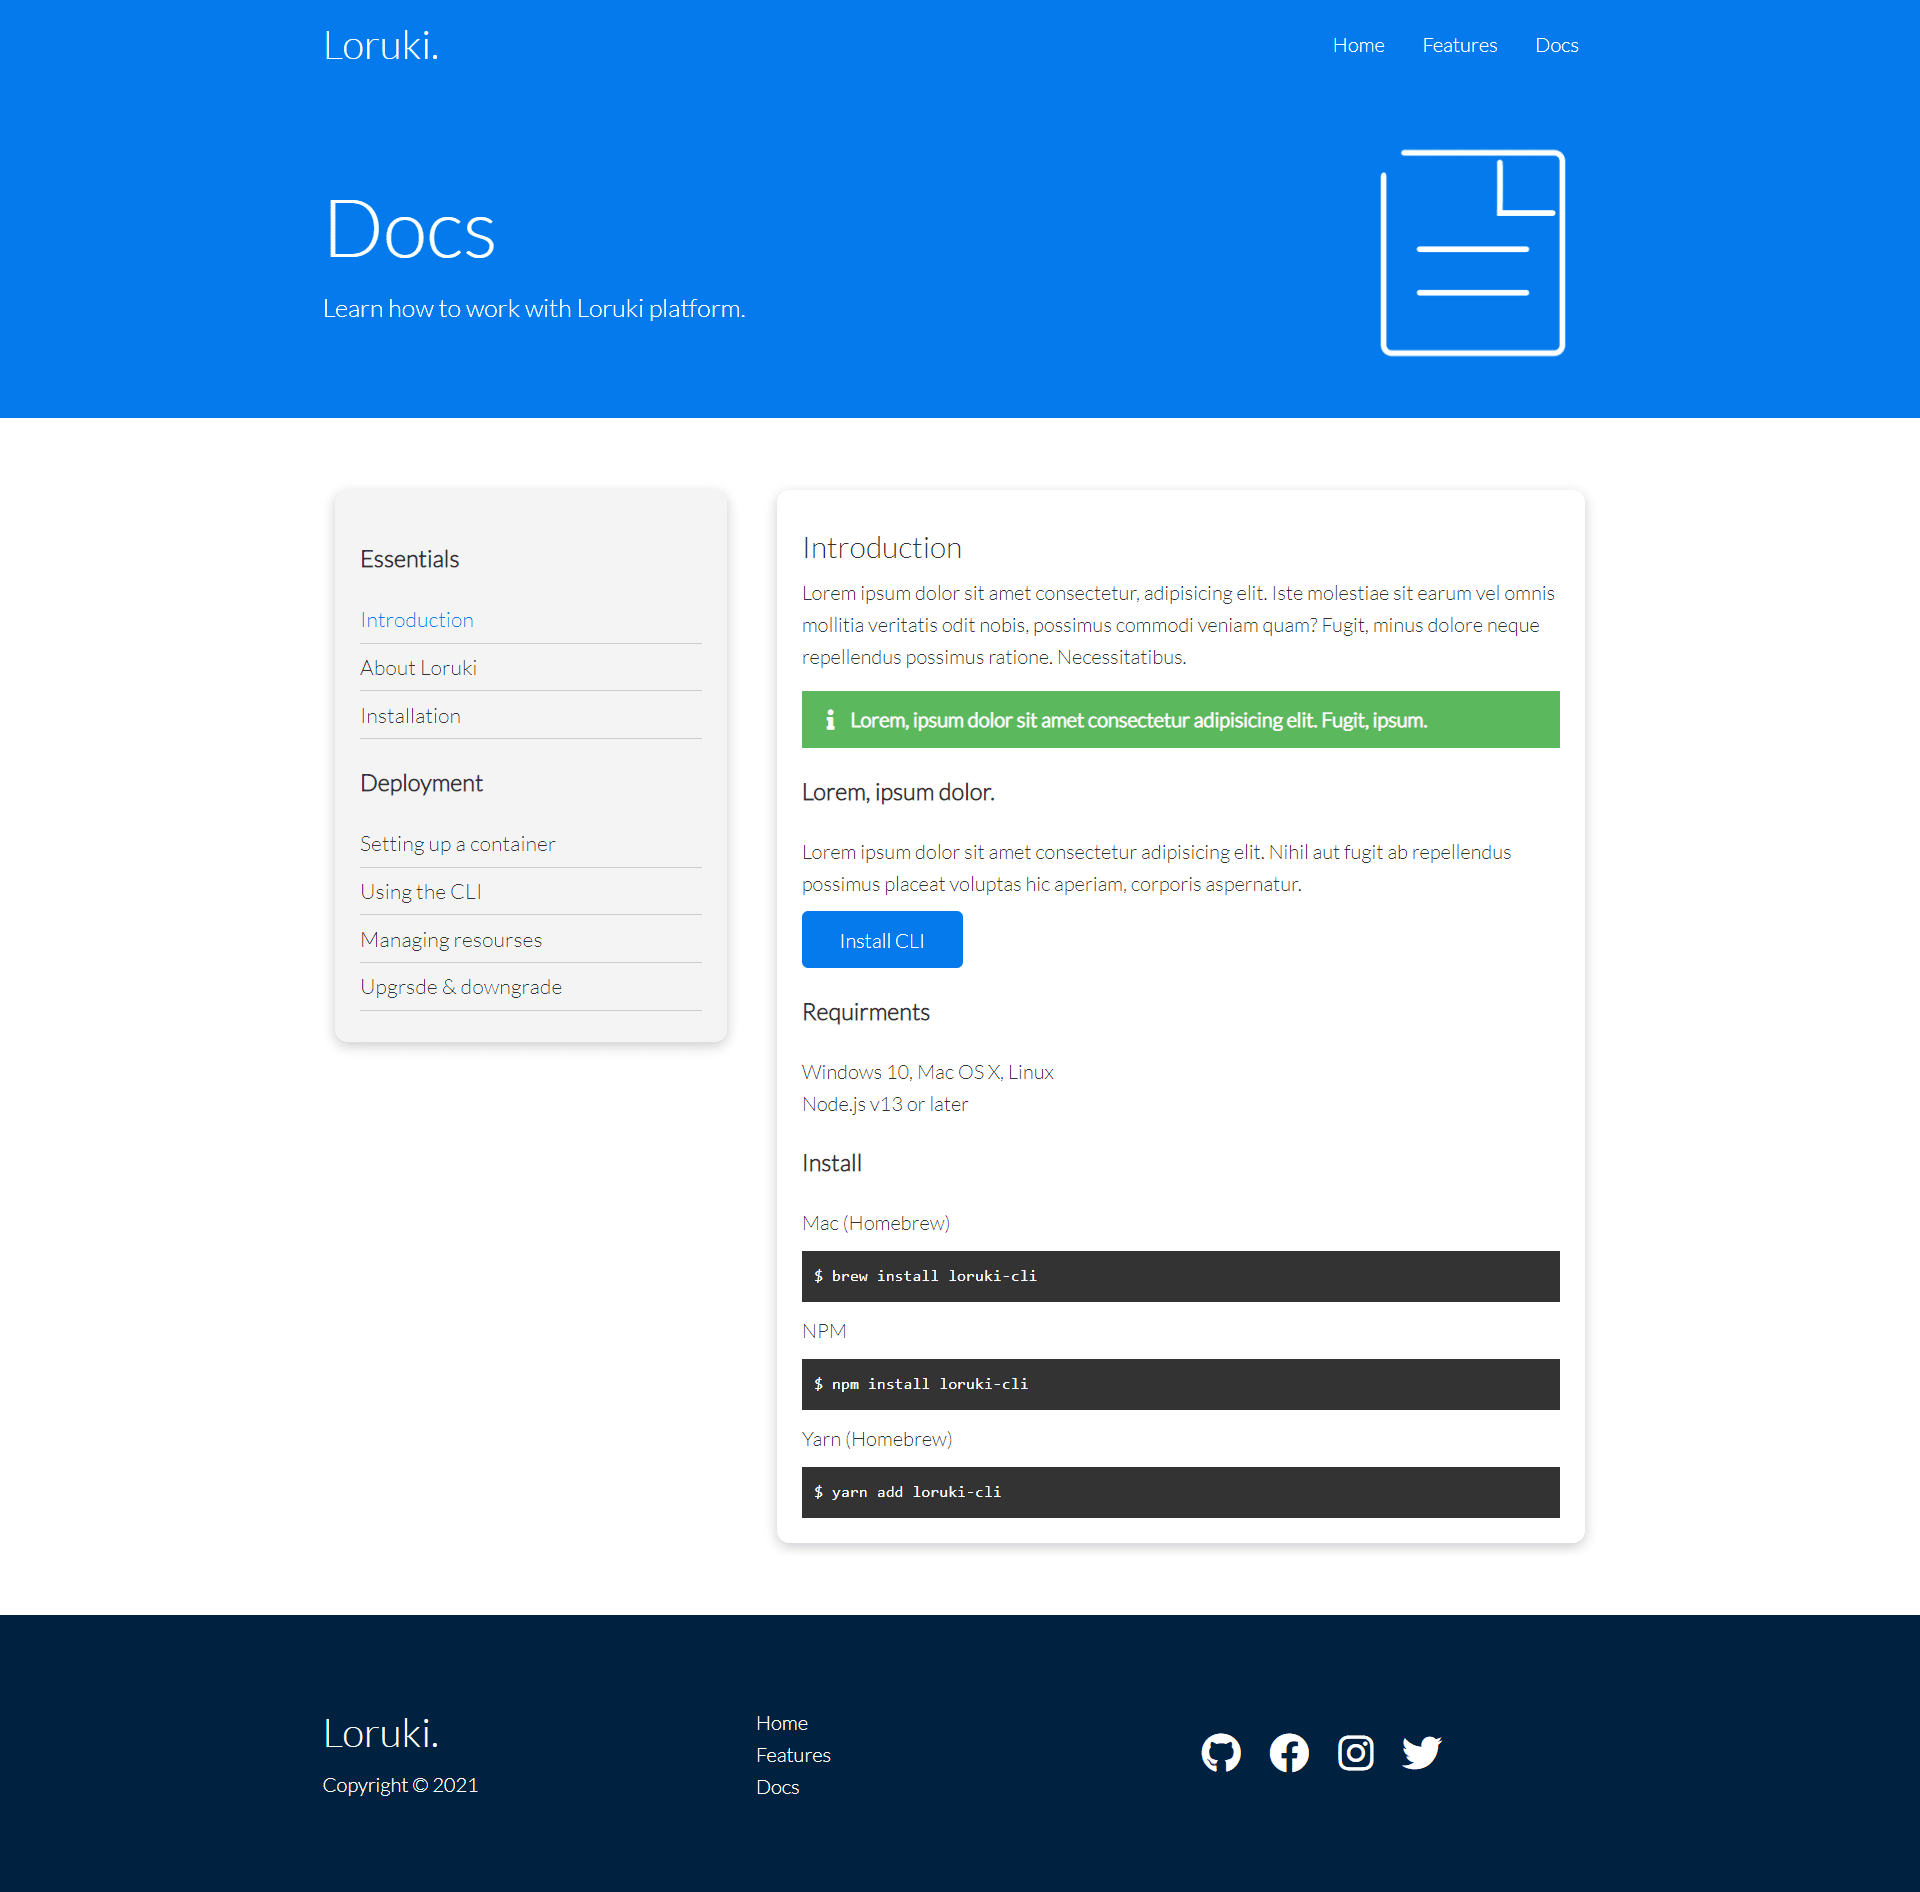 Loruki.
Home Features Docs
Docs
Learn how to work with Loruki platform.
Essentials
Introduction
About Loruki
Installation
Deployment
Setting up a container
Using the CLI
Managing resourses
Upgrsde & downgrade
Introduction
Lorem ipsum dolor sit amet consectetur, adipisicing elit. Iste molestiae sit earum vel omnis
mollitia veritatis odit nobis, possimus commodi veniam quam? Fugit, minus dolore neque
repellendus possimus ratione. Necessitatibus.
Lorem, ipsum dolor sit amet consectetur adipisicing elit. Fugit, ipsum.
Lorem, ipsum dolor.
Lorem ipsum dolor sit amet consectetur adipisicing elit. Nihil aut fugit ab repellendus
possimus placeat voluptas hic aperiam, corporis aspernatur.
Install CLI
Requirments
Windows 10, Mac OS X, Linux
Node.js v13 or later
Install
Mac (Homebrew)
$ brew install loruki-cli
NPM
$ npm install loruki-cli
Yarn (Homebrew)
$ yarn add loruki-cli
Loruki.
Copyright © 2021
Home
Features
Docs